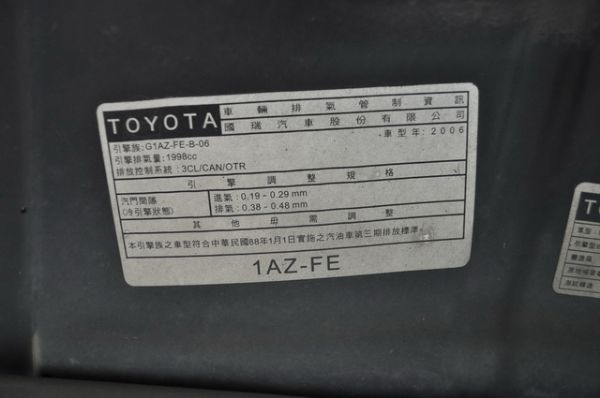 TOYOTA
車輛排氣管制資訊
國瑞汽車股份有限公司
引擎族:G1AZ-FE-B-06
車型年:2006
引擎排氣量:1998cc
排放控制系統:3CL/CAN/OTR
引擎調整規格
汽門間隙
(冷引擎狀態)
進氣:0.19 - 0.29 mm
排氣:0.38 - 0.48 mm
其他毋需調整
本引擎族之車型符合中華民國88年1月1日實施之汽油車第三期排放標準.
1AZ-FE
TO